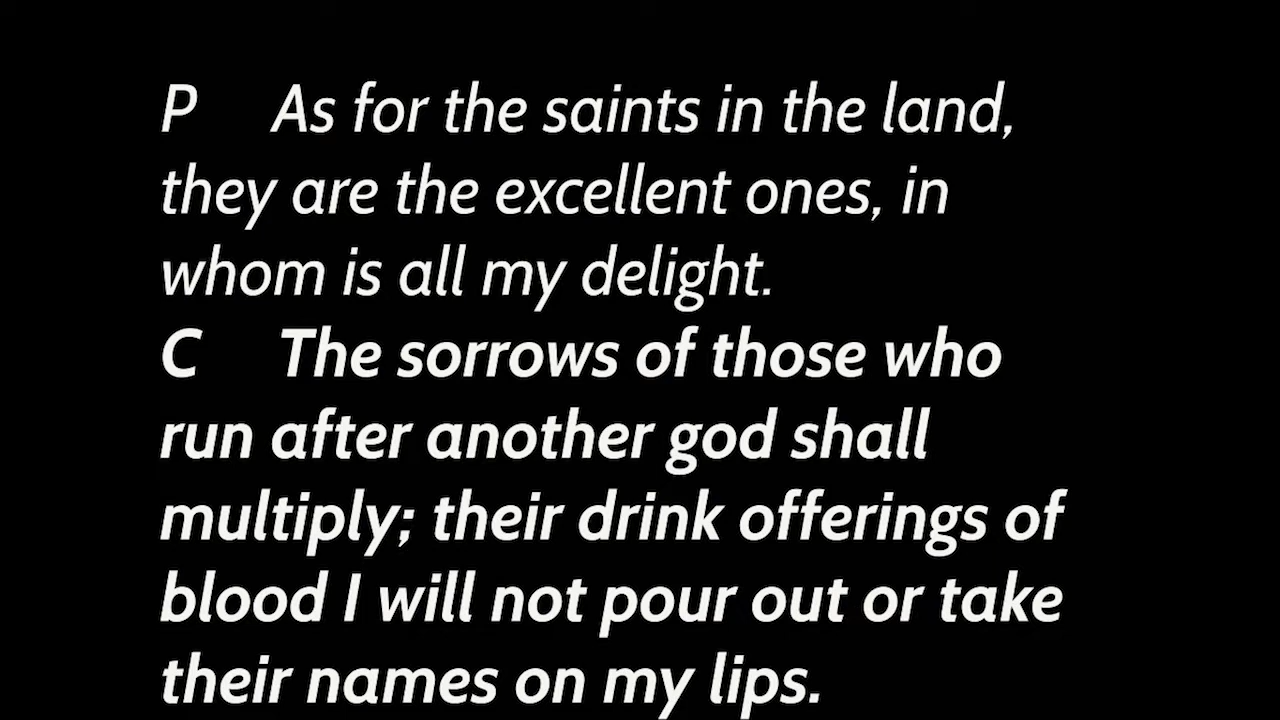 P As for the saints in the land,
they are the excellent ones, in
whom is all my delight.
C The sorrows of those who
run after another god shall
multiply; their drink offerings of
blood I will not pour out or take
their names on my lips.